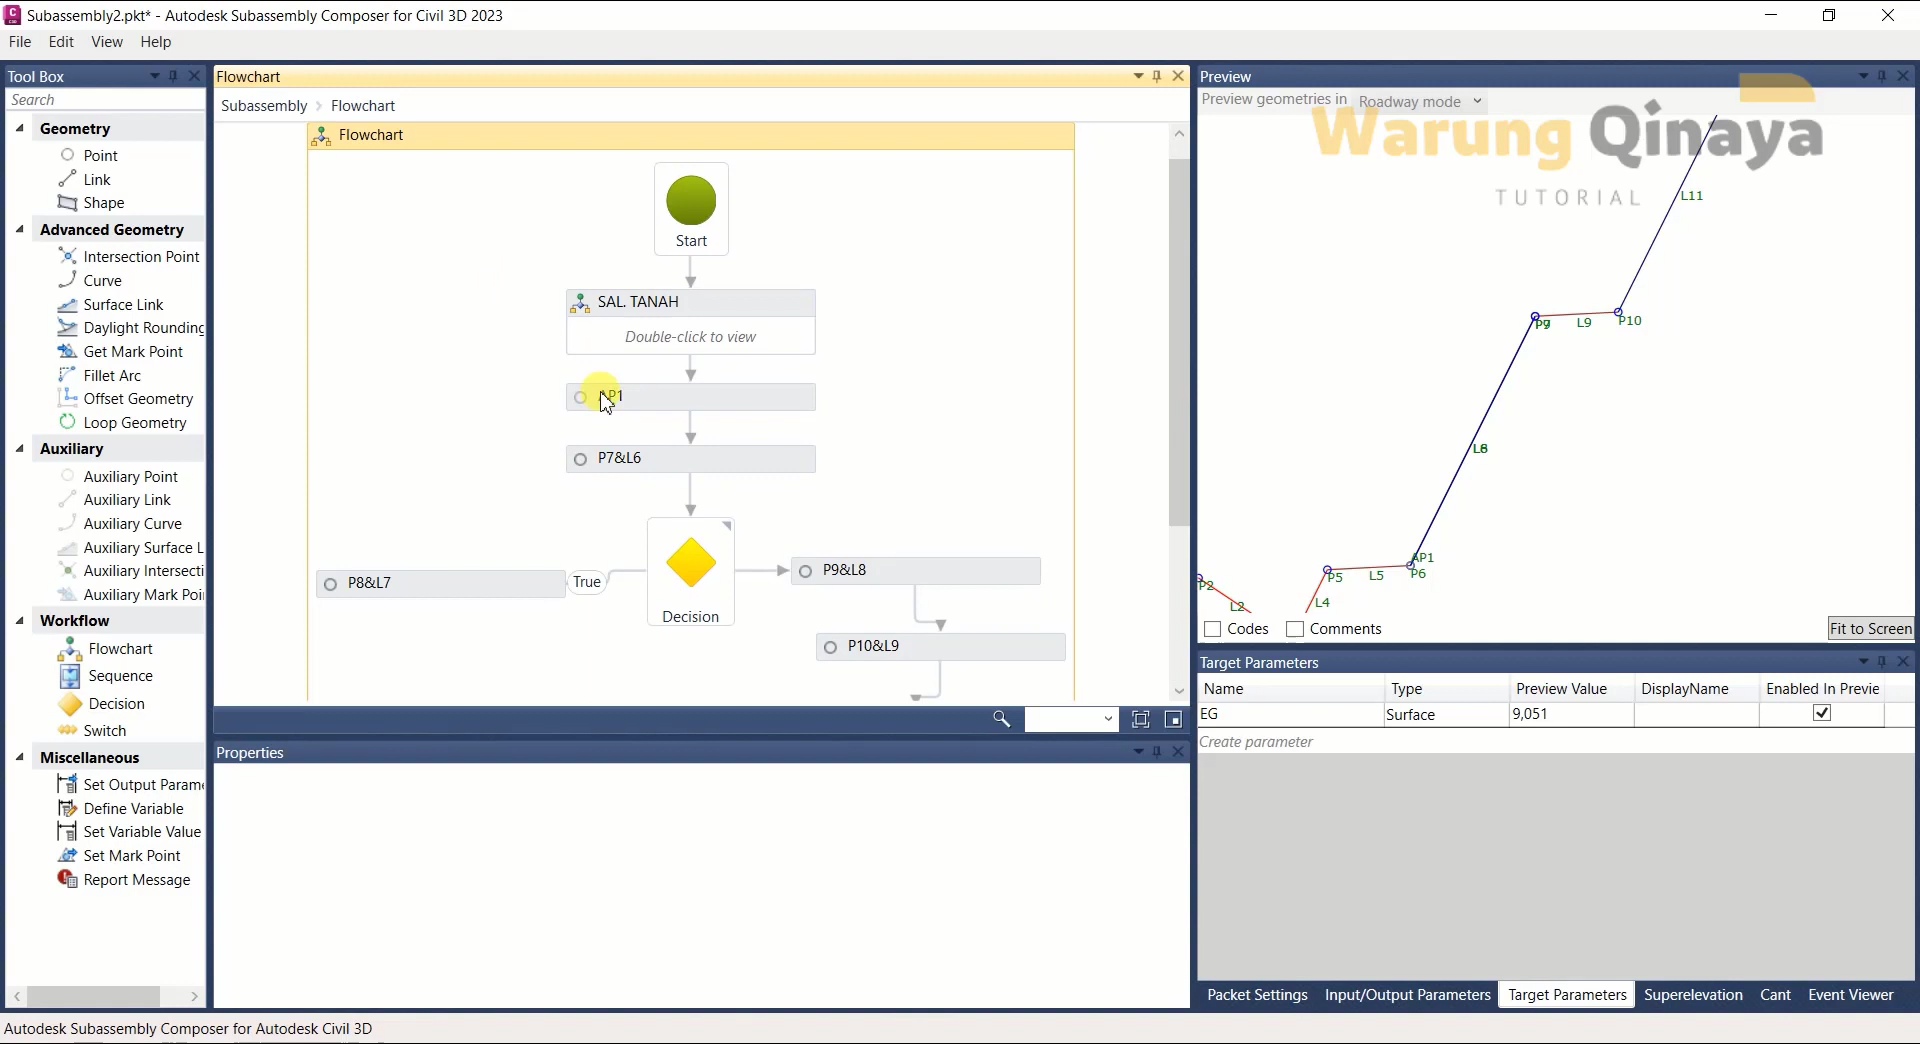 Subassembly2.pkt* - Autodesk Subassembly Composer for Civil 3D 2023
File Edit View Help
Tool Box
Search
Geometry
Point
Link
Shape
Advanced Geometry
Intersection Point
Curve
Surface Link
Daylight Rounding
Get Mark Point
Fillet Arc
Offset Geometry
Loop Geometry
Auxiliary
Auxiliary Point
Auxiliary Link
Auxiliary Curve
Auxiliary Surface L
Auxiliary Intersecti
Auxiliary Mark Poi
Workflow
Flowchart
Sequence
Decision
Switch
Miscellaneous
Set Output Parame
Define Variable
Set Variable Value
Set Mark Point
Report Message
Flowchart
Subassembly > Flowchart
Flowchart
Start
SAL. TANAH
Double-click to view
AP1
P7&L6
Decision
True
P8&L7
P9&L8
P10&L9
Properties
Preview
Preview geometries in Roadway mode
Warung Qinaya
TUTORIAL
L11
L9
P10
AP1
P6
P5
L5
P2
L2
L4
Codes Comments
Fit to Screen
Target Parameters
Name Type Preview Value DisplayName Enabled In Previe
EG Surface 9,051
Create parameter
Packet Settings Input/Output Parameters Target Parameters Superelevation Cant Event Viewer
Autodesk Subassembly Composer for Autodesk Civil 3D